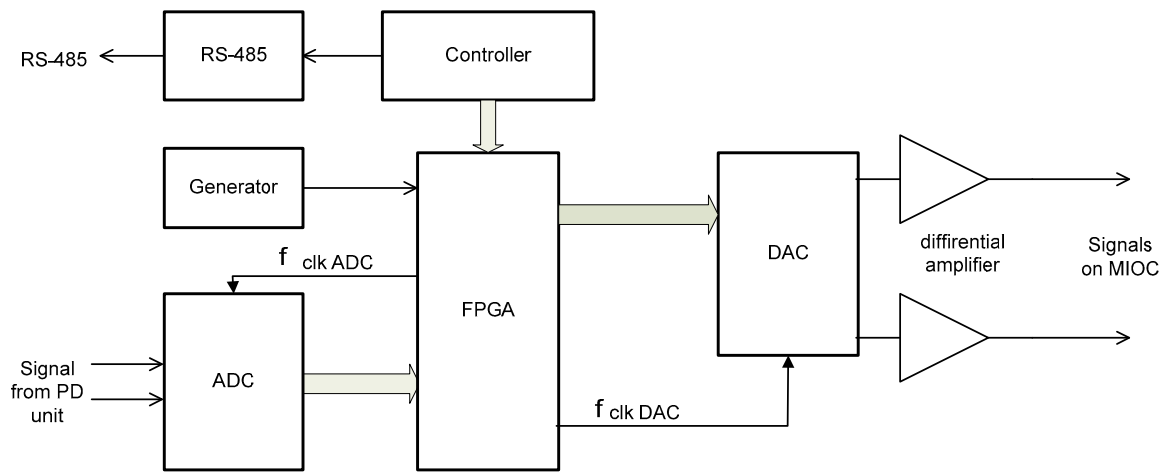 RS-485
RS-485
Controller
Generator
f clk ADC
FPGA
DAC
diffirential
amplifier
Signals
on MIOC
Signal
from PD
unit
ADC
f clk DAC